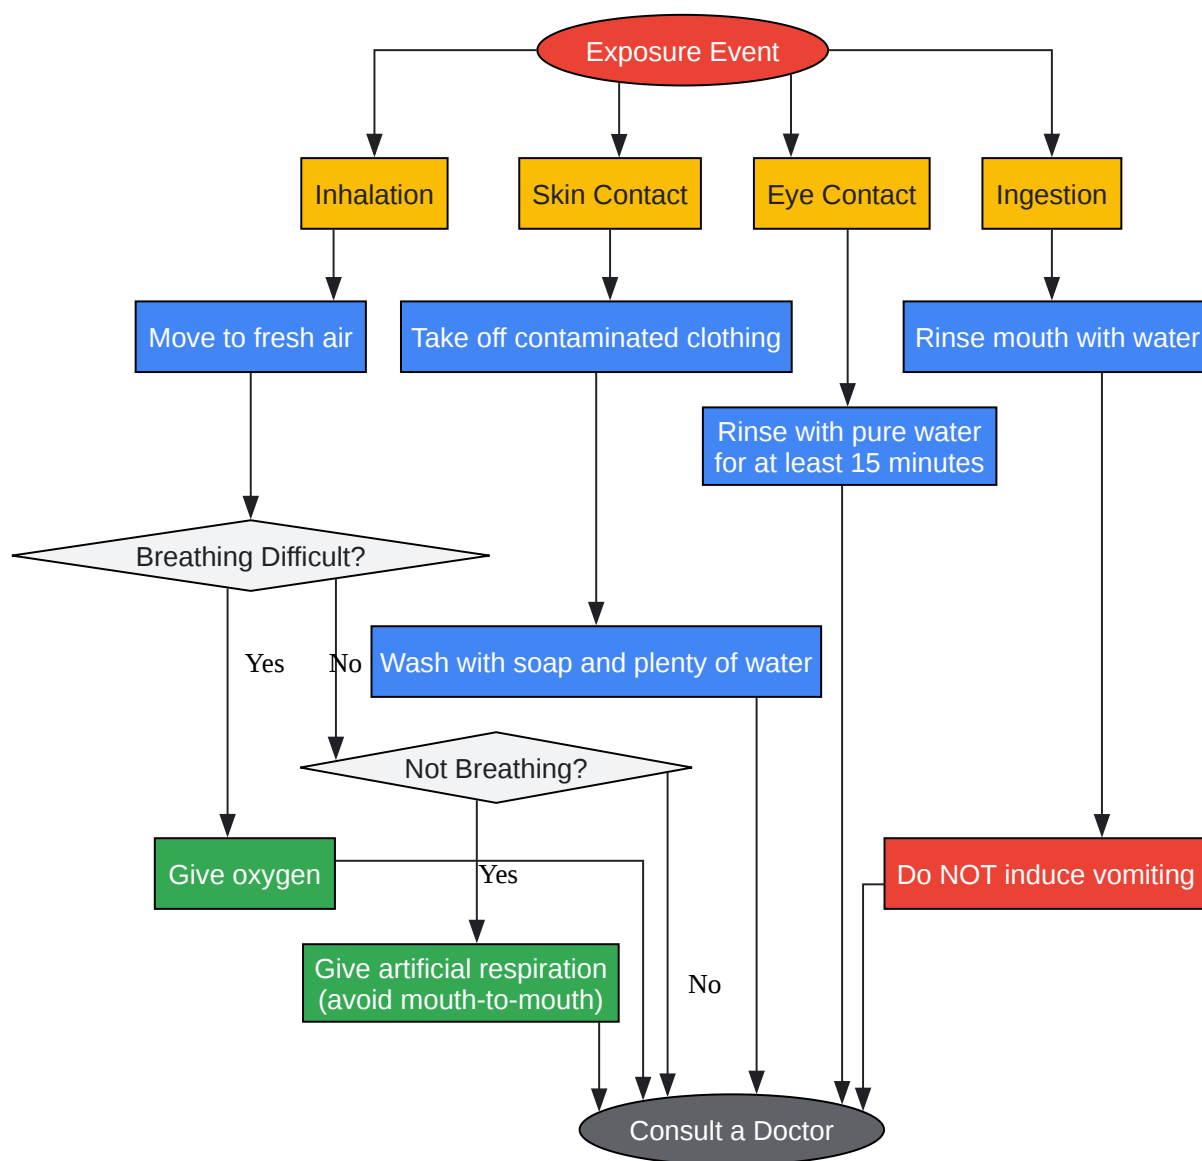 Exposure Event
Inhalation
Skin Contact
Eye Contact
Ingestion
Move to fresh air
Take off contaminated clothing
Rinse mouth with water
Rinse with pure water
for at least 15 minutes
Breathing Difficult?
Yes
No
Wash with soap and plenty of water
Not Breathing?
Give oxygen
Yes
Do NOT induce vomiting
Give artificial respiration
(avoid mouth-to-mouth)
No
Consult a Doctor